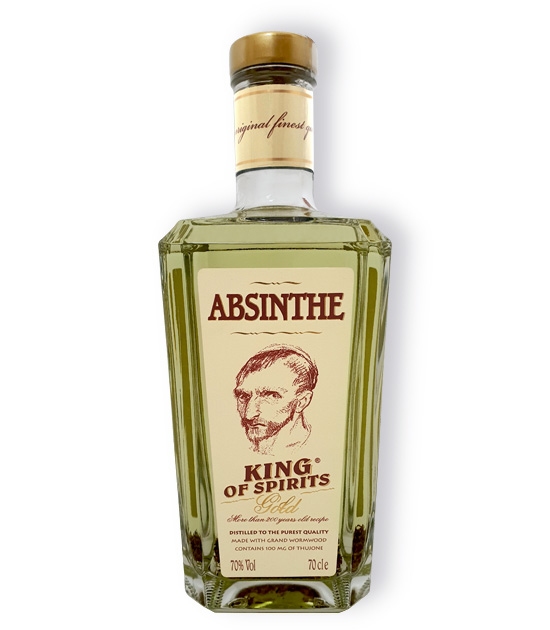 original finest
ABSINTHE
KING®
OF SPIRITS
Gold
More than 200 years old recipe
DISTILLED TO THE PUREST QUALITY
MADE WITH GRAND WORMWOOD
CONTAINS 100 MG OF THUJONE
70% Vol 70 cl e